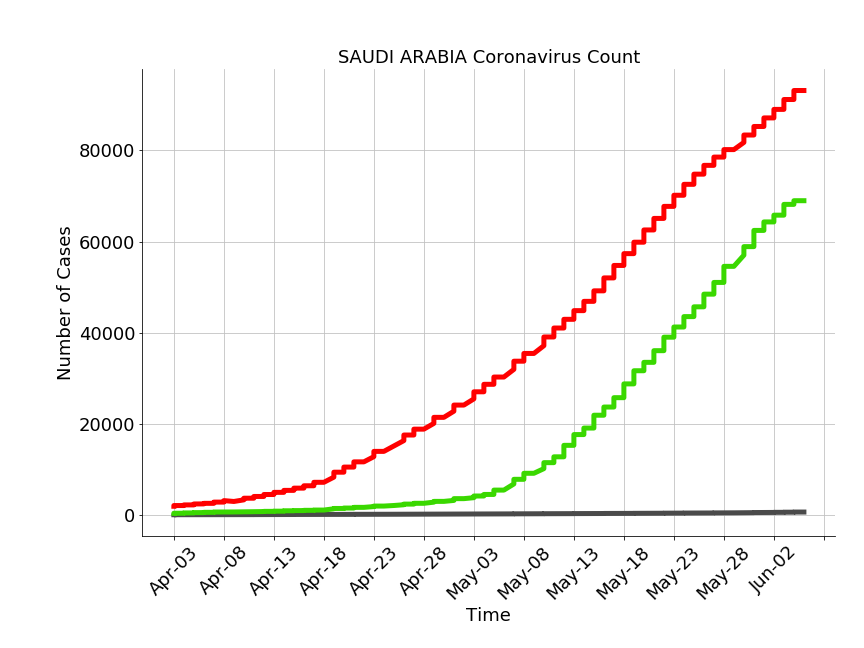 SAUDI ARABIA Coronavirus Count
Number of Cases
80000
60000
40000
20000
0
Apr-03
Apr-08
Apr-13
Apr-18
Apr-23
Apr-28
May-03
May-08
May-13
May-18
May-23
May-28
Jun-02
Time